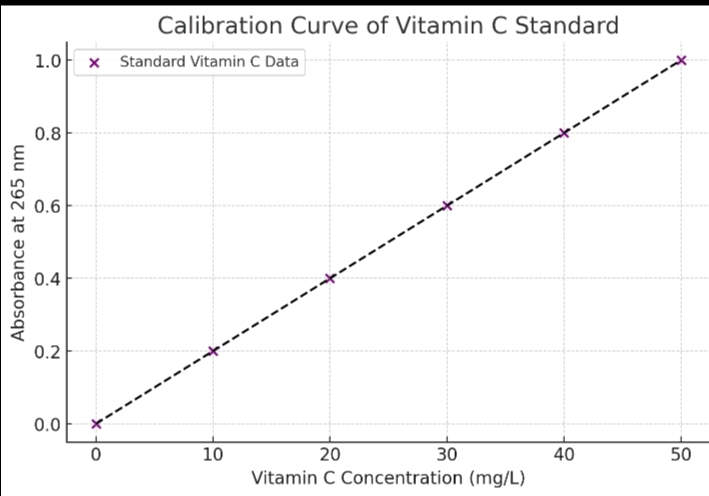 Calibration Curve of Vitamin C Standard
Standard Vitamin C Data
Absorbance at 265 nm
1.0
0.8
0.6
0.4
0.2
0.0
0 10 20 30 40 50
Vitamin C Concentration (mg/L)